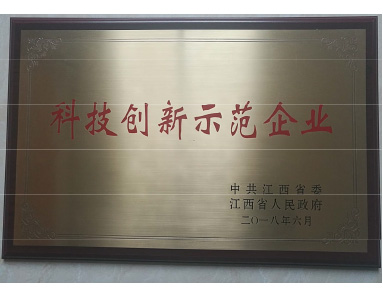 科技创新示范企业
中共江西省委
江西省人民政府
二〇一八年六月